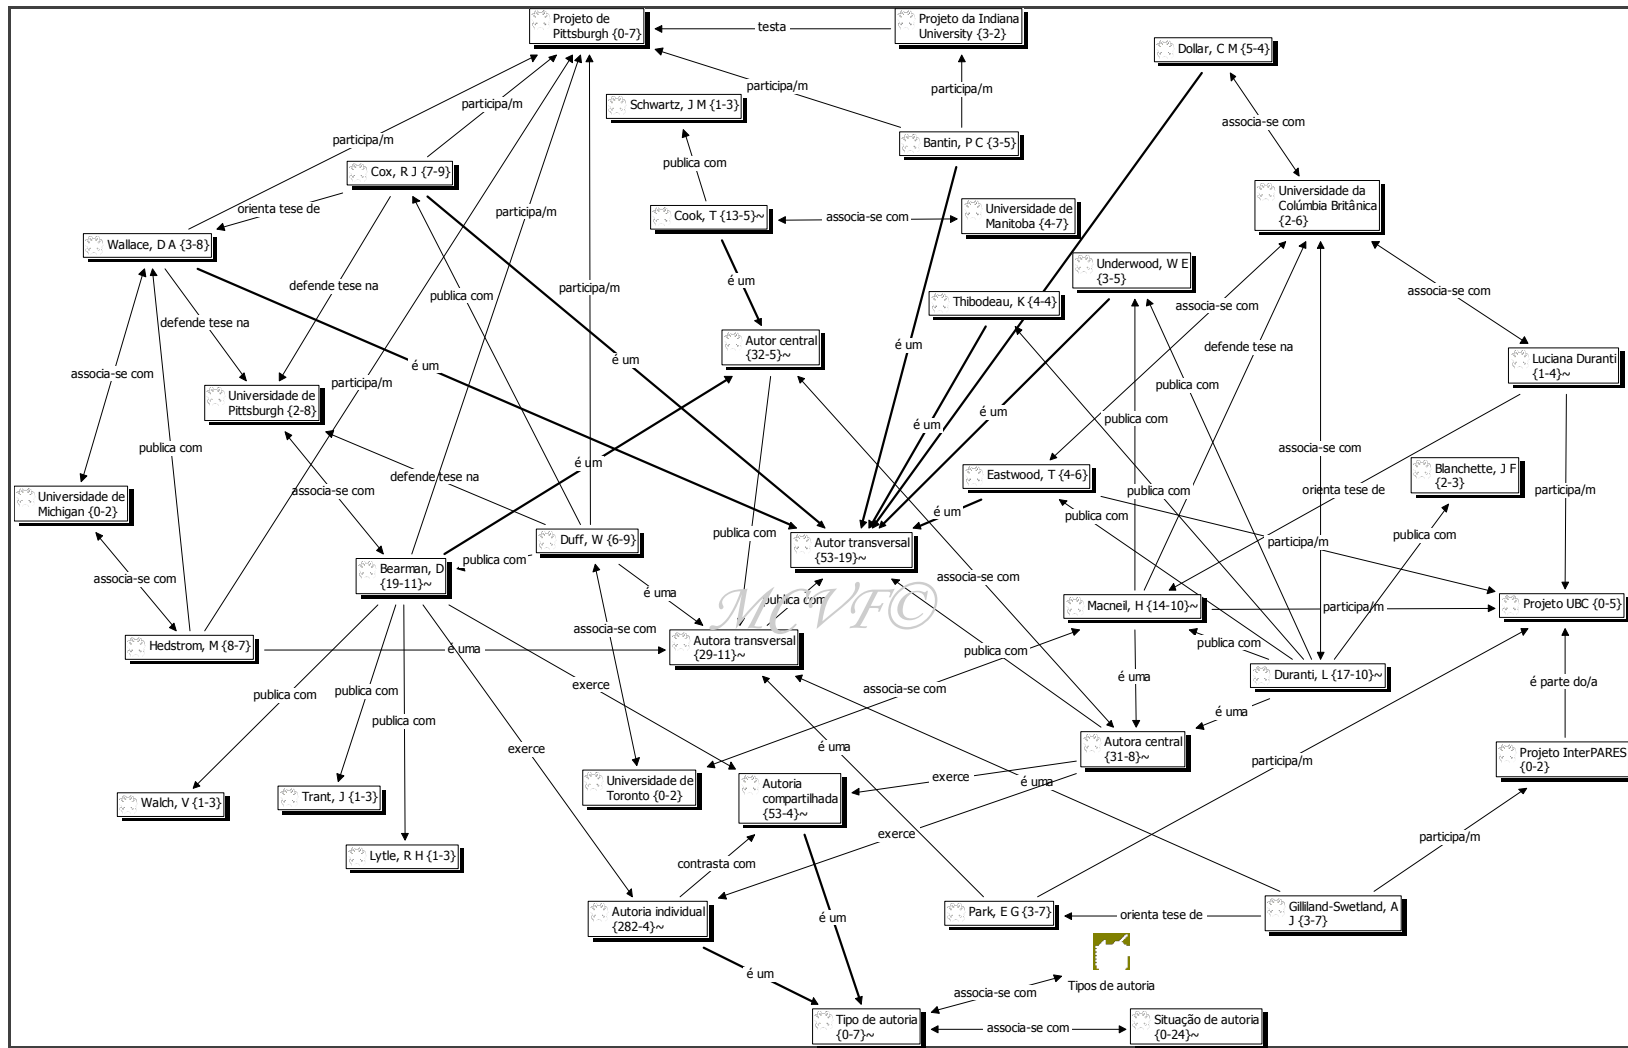 Projeto de
Pittsburgh {0-7}
testa
Projeto da Indiana
University {3-2}
Dollar, C M {5-4}
participa/m
participa/m
participa/m
participa/m
Schwartz, J M {1-3}
associa-se com
Bantin, P C {3-5}
publica com
Cox, R J {7-9}
orienta tese de
participa/m
Cook, T {13-5}~
associa-se com
Universidade de
Manitoba {4-7}
Universidade da
Colúmbia Britânica
{2-6}
Wallace, D A {3-8}
Underwood, W E
{3-5}
defende tese na
participa/m
é um
publica com
Thibodeau, K {4-4}
associa-se com
associa-se com
defende tese na
Autor central
{32-5}~
é um
defende tese na
Luciana Duranti
{1-4}~
é um
é um
associa-se com
participa/m
publica com
Universidade de
Pittsburgh {2-8}
é um
é um
publica com
publica com
associa-se com
é um
defende tese na
Eastwood, T {4-6}
Blanchette, J F
{2-3}
Universidade de
Michigan {0-2}
associa-se com
orienta tese de
publica com
participa/m
é um
publica com
publica com
Duff, W {6-9}
publica com
Autor transversal
{53-19}~
participa/m
publica com
Bearman, D
{19-11}~
associa-se com
associa-se com
é uma
publica com
MCVF©
Macneil, H {14-10}~
participa/m
Projeto UBC {0-5}
Hedstrom, M {8-7}
é uma
associa-se com
Autora transversal
{29-11}~
publica com
publica com
Duranti, L {17-10}~
exerce
associa-se com
é uma
é parte do/a
publica com
publica com
publica com
é uma
exerce
é uma
Autora central
{31-8}~
Projeto InterPARES
{0-2}
participa/m
Universidade de
Toronto {0-2}
Autoria
compartilhada
{53-4}~
exerce
é uma
Walch, V {1-3}
Trant, J {1-3}
exerce
participa/m
Lytle, R H {1-3}
contrasta com
Autoria individual
{282-4}~
é um
Park, E G {3-7}
orienta tese de
Gilliland-Swetland, A
J {3-7}
é um
Tipos de autoria
associa-se com
Tipo de autoria
{0-7}~
associa-se com
Situação de autoria
{0-24}~